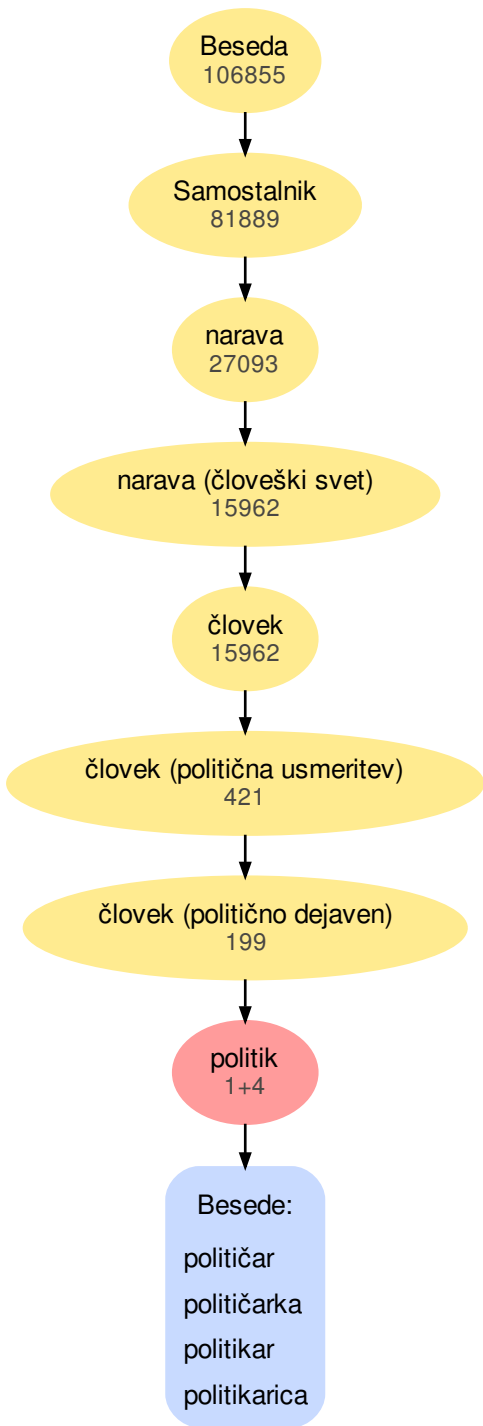 Beseda
106855
Samostalnik
81889
narava
27093
narava (človeški svet)
15962
človek
15962
človek (politična usmeritev)
421
človek (politično dejaven)
199
politik
1+4
Besede:
političar
političarka
politikar
politikarica